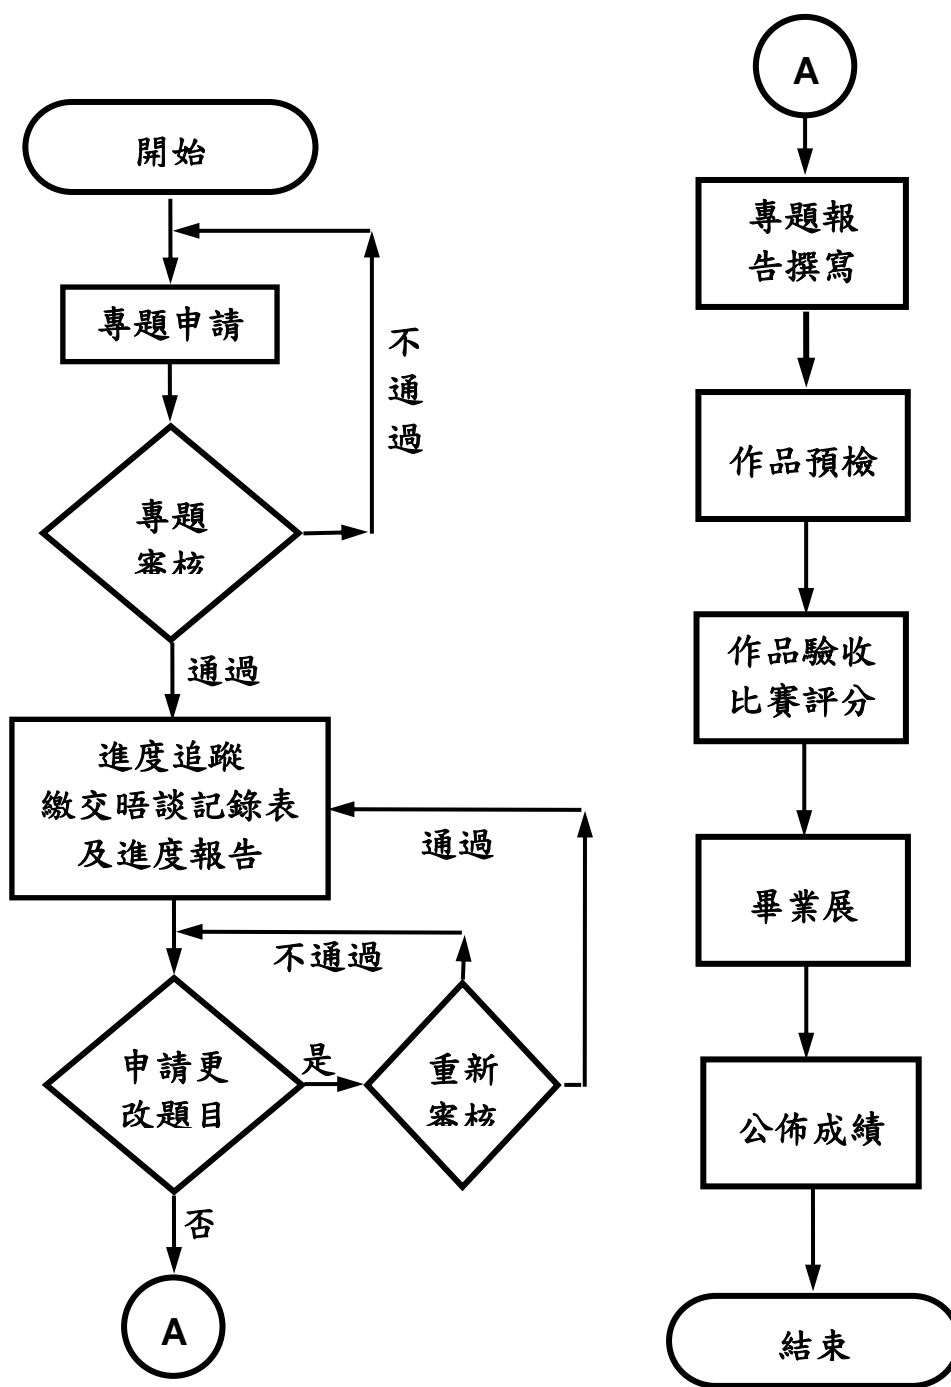 開始
專題申請
不
通
過
專題
審核
通過
進度追蹤
繳交晤談記錄表
及進度報告
通過
不通過
申請更
改題目
是
重新
審核
否
A
A
專題報
告撰寫
作品預檢
作品驗收
比賽評分
畢業展
公佈成績
結束